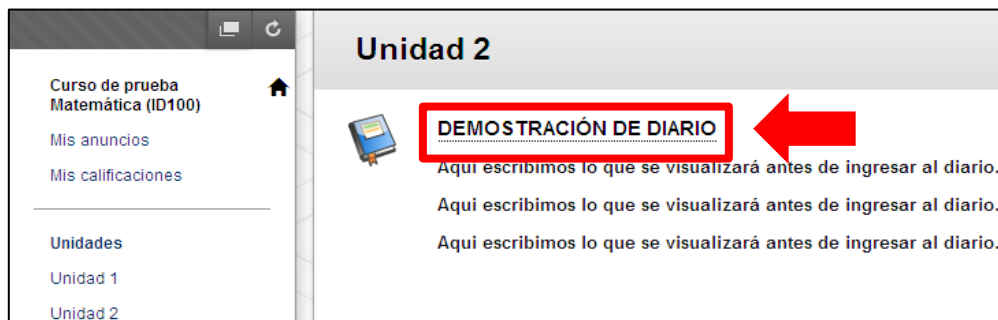 Curso de prueba
Matemática (ID100)
Mis anuncios
Mis calificaciones
Unidades
Unidad 1
Unidad 2
Unidad 2
DEMOSTRACIÓN DE DIARIO
Aqui escribimos lo que se visualizará antes de ingresar al diario.
Aqui escribimos lo que se visualizará antes de ingresar al diario.
Aqui escribimos lo que se visualizará antes de ingresar al diario.